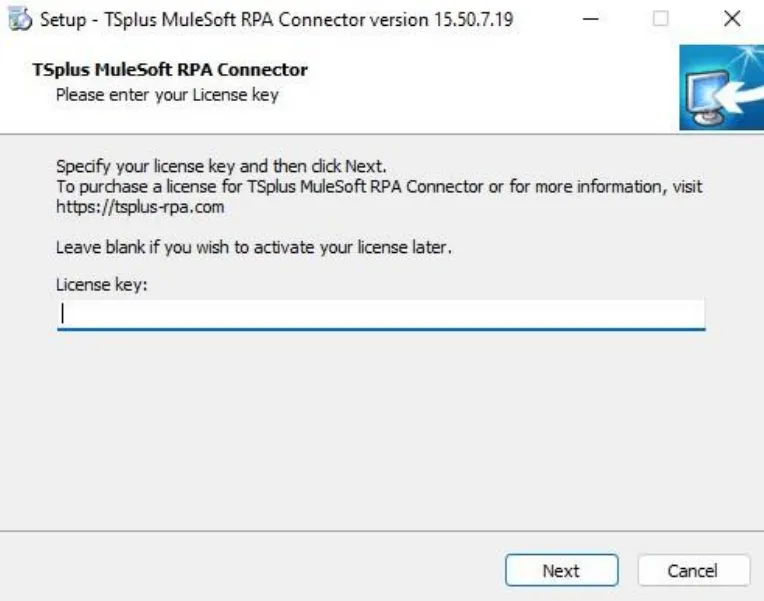 Setup - TSplus MuleSoft RPA Connector version 15.50.7.19
TSplus MuleSoft RPA Connector
Please enter your License key
Specify your license key and then click Next.
To purchase a license for TSplus MuleSoft RPA Connector or for more information, visit
https://tsplus-rpa.com
Leave blank if you wish to activate your license later.
License key:
Next
Cancel